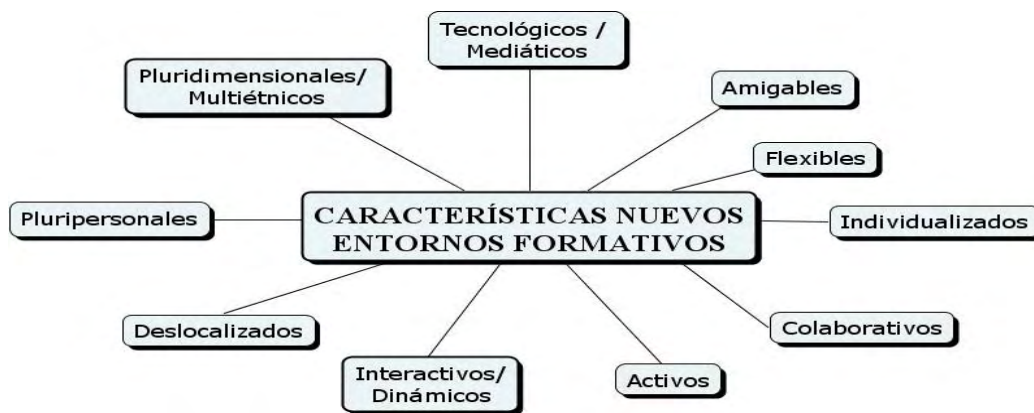 Tecnológicos /
Mediáticos
Pluridimensionales/
Multiétnicos
Amigables
Flexibles
CARACTERÍSTICAS NUEVOS
ENTORNOS FORMATIVOS
Pluripersonales
Individualizados
Deslocalizados
Colaborativos
Interactivos/
Dinámicos
Activos